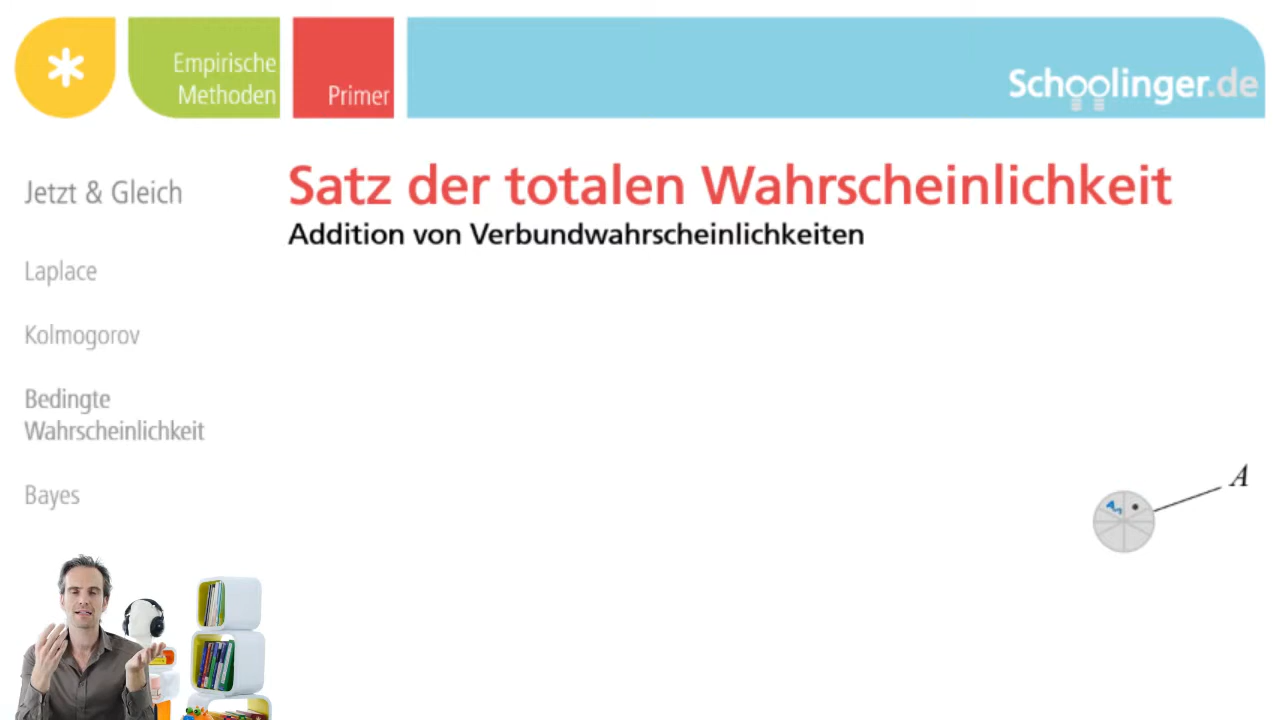 Empirische
Methoden
Primer
Schoolinger.de
Jetzt & Gleich
Laplace
Kolmogorov
Bedingte
Wahrscheinlichkeit
Bayes
Satz der totalen Wahrscheinlichkeit
Addition von Verbundwahrscheinlichkeiten
A